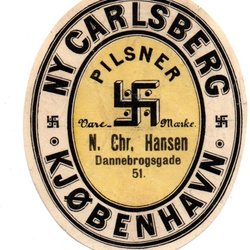 NY CARLSBERG
PILSNER
Vare- Mærke.
N. Chr. Hansen
Dannebrogsgade
51.
KJØBENHAVN